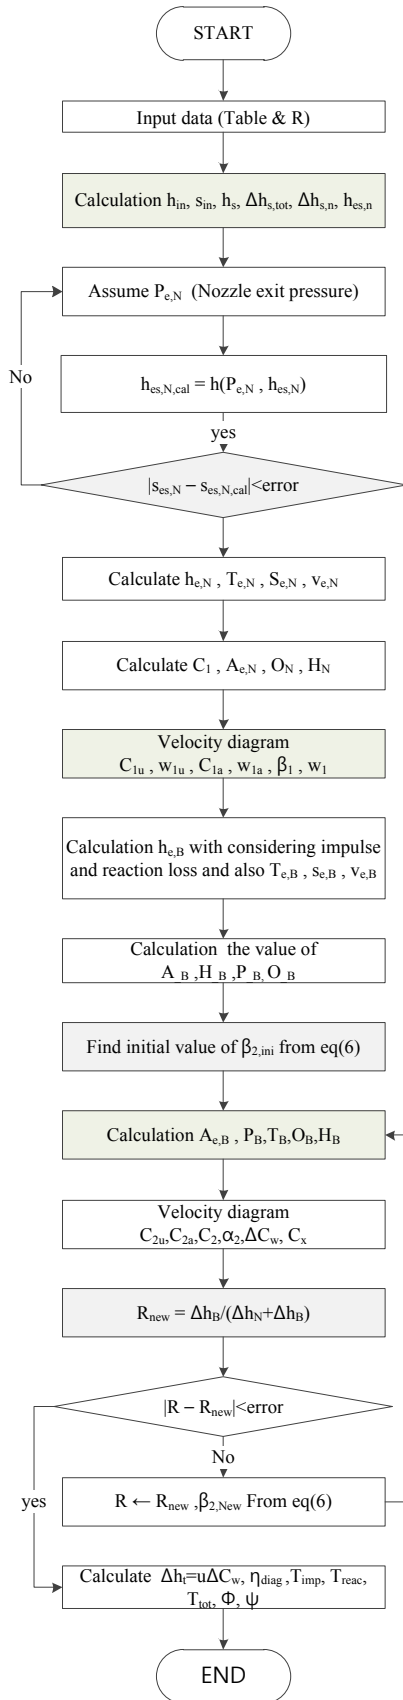 START
Input data (Table & R)
Calculation h_in, s_in, h_s, Δh_s,tot, Δh_s,n, h_es,n
Assume P_e,N (Nozzle exit pressure)
No
h_es,N,cal = h(P_e,N , h_es,N)
yes
|s_es,N − s_es,N,cal|<error
Calculate h_e,N , T_e,N , S_e,N , v_e,N
Calculate C_1 , A_e,N , O_N , H_N
Velocity diagram
C_1u , w_1u , C_1a , w_1a , β_1 , w_1
Calculation h_e,B with considering impulse
and reaction loss and also T_e,B , s_e,B , v_e,B
Calculation the value of
A_B ,H_B ,P_B, O_B
Find initial value of β_2,ini from eq(6)
Calculation A_e,B , P_B,T_B,O_B,H_B
Velocity diagram
C_2u,C_2a,C_2,α_2,ΔC_w, C_x
R_new = Δh_B/(Δh_N+Δh_B)
|R − R_new|<error
No
yes
R ← R_new ,β_2,New From eq(6)
Calculate Δh_t=uΔC_w, η_diag ,T_imp, T_reac,
T_tot, Φ, ψ
END